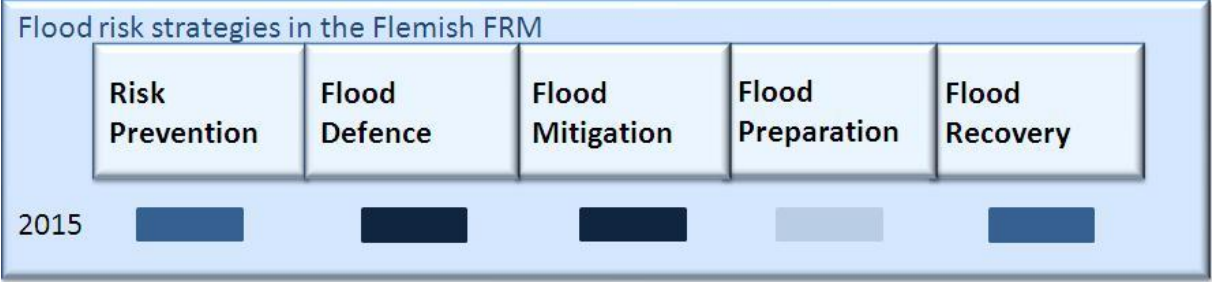 Flood risk strategies in the Flemish FRM
Risk
Prevention
Flood
Defence
Flood
Mitigation
Flood
Preparation
Flood
Recovery
2015